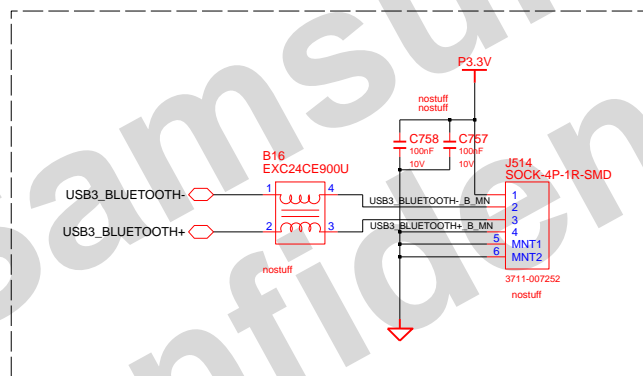 Samsung
Confiden
P3.3V
nostuff
nostuff
C758
100nF
10V
C757
100nF
10V
B16
EXC24CE900U
J514
SOCK-4P-1R-SMD
USB3_BLUETOOTH-
1
4
USB3_BLUETOOTH-_B_MN
1
2
USB3_BLUETOOTH+
2
3
USB3_BLUETOOTH+_B_MN
3
4
5
MNT1
6
MNT2
nostuff
3711-007252
nostuff